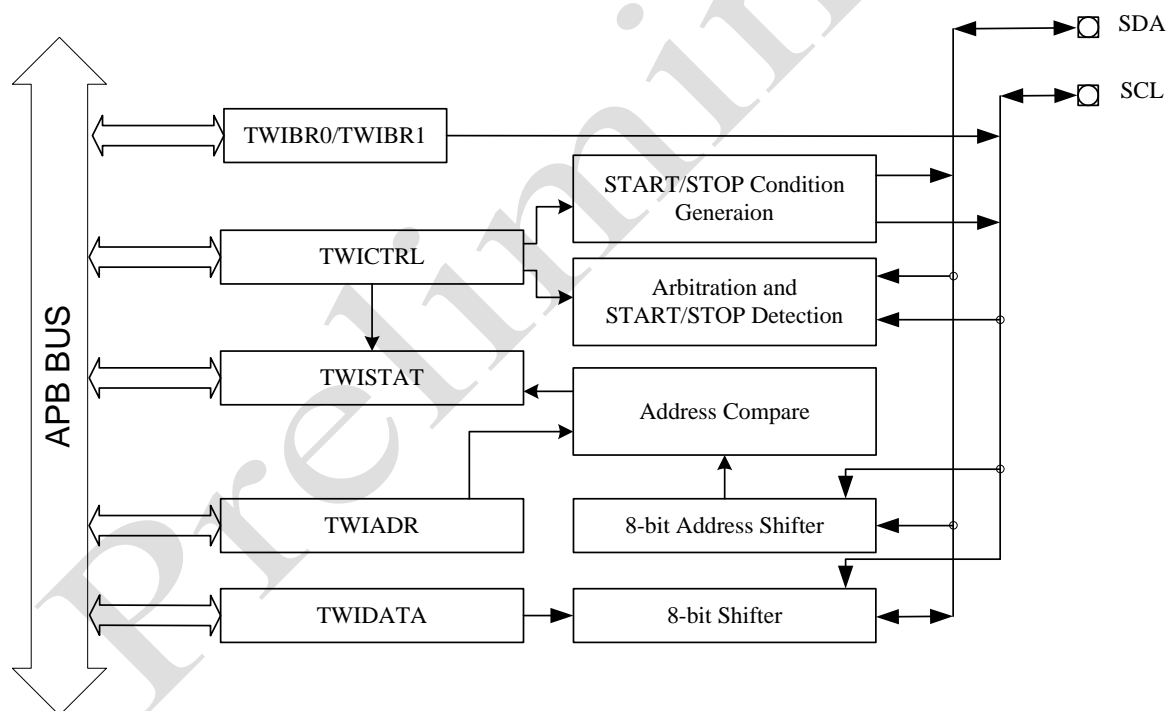 SDA
SCL
TWIBR0/TWIBR1
START/STOP Condition
Generaion
TWICTRL
Arbitration and
START/STOP Detection
APB BUS
TWISTAT
Address Compare
TWIADR
8-bit Address Shifter
TWIDATA
8-bit Shifter
Prelimin